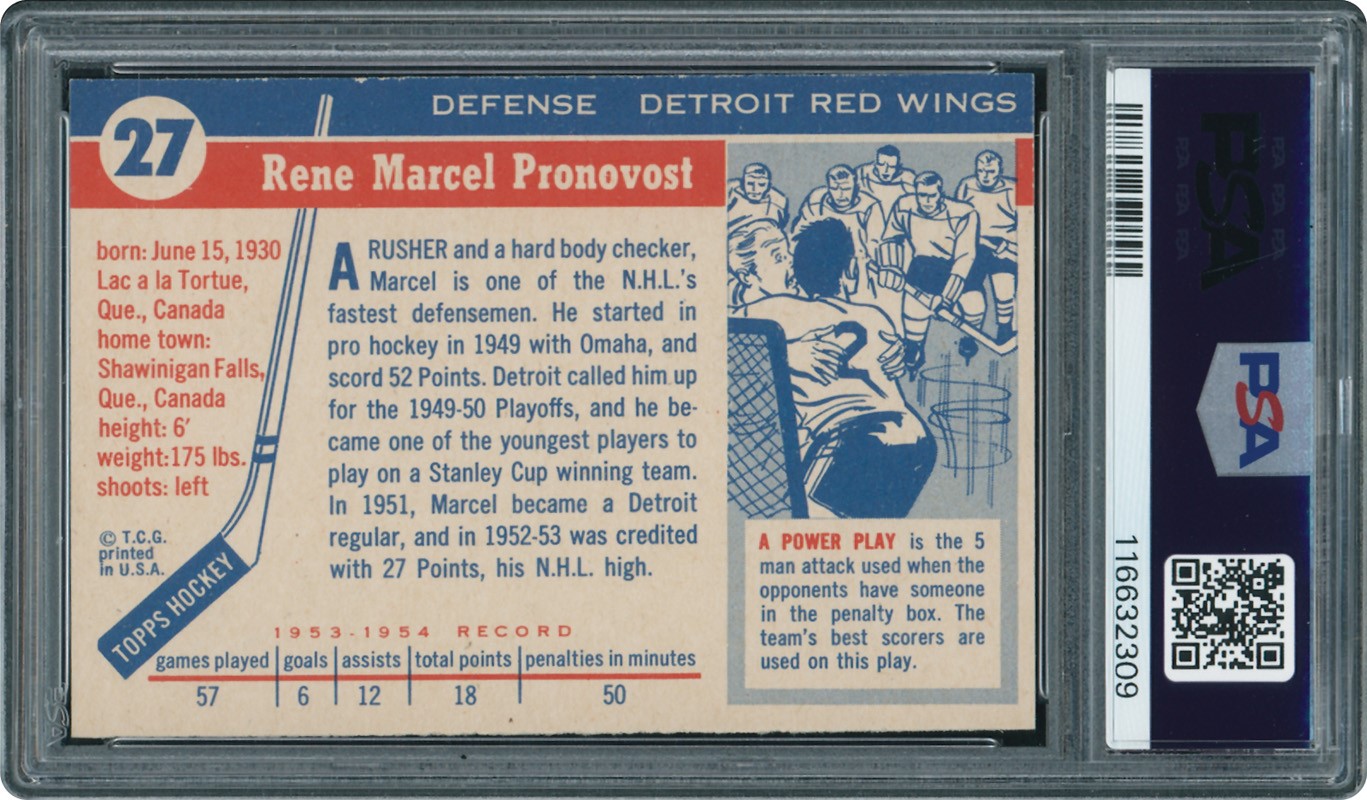 27
DEFENSE DETROIT RED WINGS
Rene Marcel Pronovost
born: June 15, 1930
Lac a la Tortue,
Que., Canada
home town:
Shawinigan Falls,
Que., Canada
height: 6′
weight:175 lbs.
shoots: left
© T.C.G.
printed
in U.S.A.
TOPPS HOCKEY
A RUSHER and a hard body checker,
Marcel is one of the N.H.L.'s
fastest defensemen. He started in
pro hockey in 1949 with Omaha, and
score 52 Points. Detroit called him up
for the 1949-50 Playoffs, and he be-
came one of the youngest players to
play on a Stanley Cup winning team.
In 1951, Marcel became a Detroit
regular, and in 1952-53 was credited
with 27 Points, his N.H.L. high.
2
A POWER PLAY is the 5
man attack used when the
opponents have someone
in the penalty box. The
team's best scorers are
used on this play.
1953-1954 RECORD
games played goals assists total points penalties in minutes
57 6 12 18 50
PSA
PSA
116632309